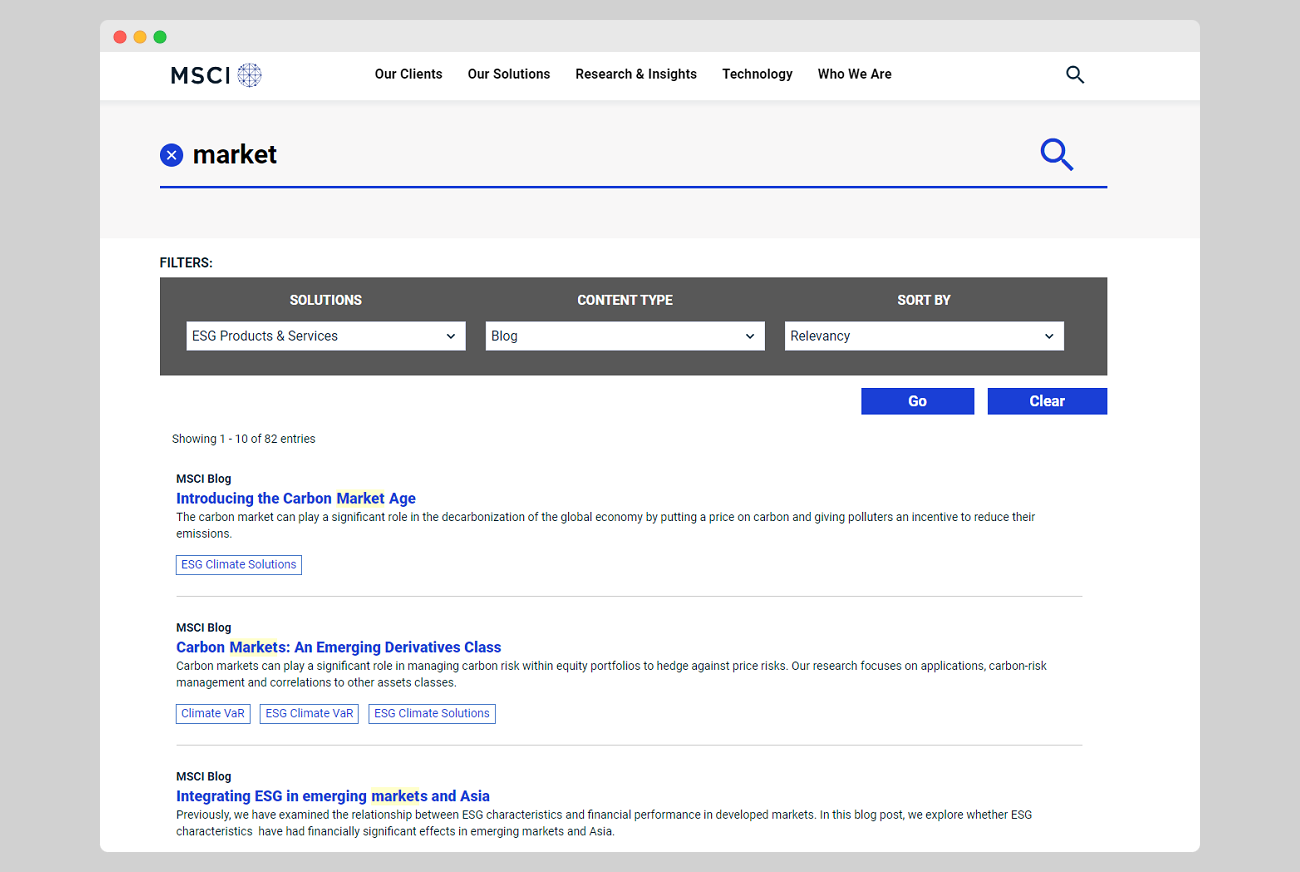 MSCI
Our Clients Our Solutions Research & Insights Technology Who We Are
market
FILTERS:
SOLUTIONS CONTENT TYPE SORT BY
ESG Products & Services Blog Relevancy
Go Clear
Showing 1 - 10 of 82 entries
MSCI Blog
Introducing the Carbon Market Age
The carbon market can play a significant role in the decarbonization of the global economy by putting a price on carbon and giving polluters an incentive to reduce their
emissions.
ESG Climate Solutions
MSCI Blog
Carbon Markets: An Emerging Derivatives Class
Carbon markets can play a significant role in managing carbon risk within equity portfolios to hedge against price risks. Our research focuses on applications, carbon-risk
management and correlations to other assets classes.
Climate VaR ESG Climate VaR ESG Climate Solutions
MSCI Blog
Integrating ESG in emerging markets and Asia
Previously, we have examined the relationship between ESG characteristics and financial performance in developed markets. In this blog post, we explore whether ESG
characteristics have had financially significant effects in emerging markets and Asia.